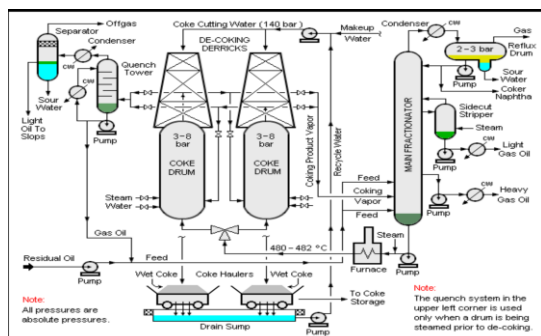 Offgas
Separator
Condenser
CW
Quench
Tower
CW
Sour
Water
Light
Oil To
Slops
Pump
Pump
Coke Cutting Water (140 bar)
DE-COKING
DERRICKS
3–8
bar
COKE
DRUM
3–8
bar
COKE
DRUM
Steam
Water
Makeup
Water
Recycle Water
Coking Product Vapor
Condenser
CW
Gas
2–3 bar
Reflux
Drum
Sour
Water
Coker
Naphtha
Pump
MAIN FRACTIONATOR
Sidecut
Stripper
Steam
CW
Light
Gas Oil
Pump
CW
Heavy
Gas Oil
Pump
Feed
Coking
Vapor
Feed
Gas Oil
480–482 °C
Steam
Furnace
Pump
Residual Oil
Feed
Pump
Wet Coke
Coke Haulers
Wet Coke
To Coke
Storage
Drain Sump
Pump
Note:
All pressures are
absolute pressures.
Note:
The quench system in the
upper left corner is used
only when a drum is being
steamed prior to de-coking.